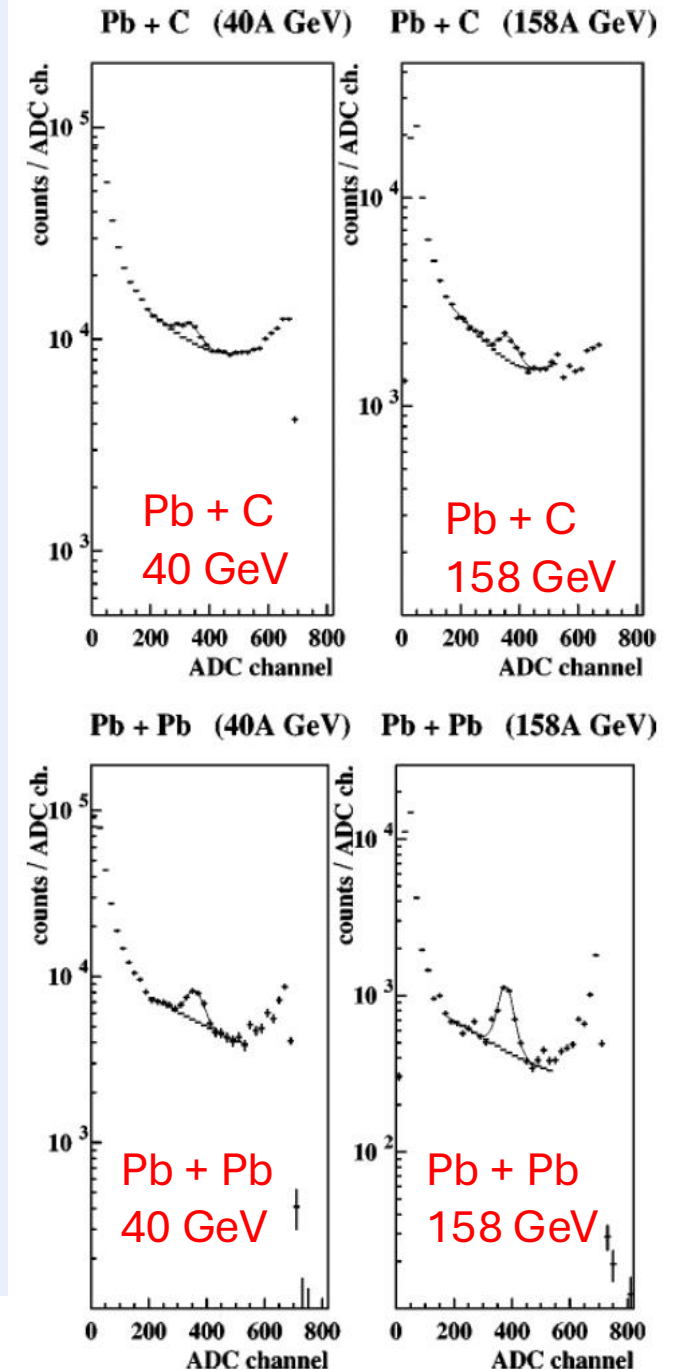 Pb + C (40A GeV)
Pb + C (158A GeV)
counts / ADC ch.
10 5
10 4
10 3
Pb + C
40 GeV
0 200 400 600 800
ADC channel
counts / ADC ch.
10 4
10 3
Pb + C
158 GeV
0 200 400 600 800
ADC channel
Pb + Pb (40A GeV)
Pb + Pb (158A GeV)
counts / ADC ch.
10 5
10 4
10 3
Pb + Pb
40 GeV
0 200 400 600 800
ADC channel
counts / ADC ch.
10 4
10 3
10 2
Pb + Pb
158 GeV
0 200 400 600 800
ADC channel